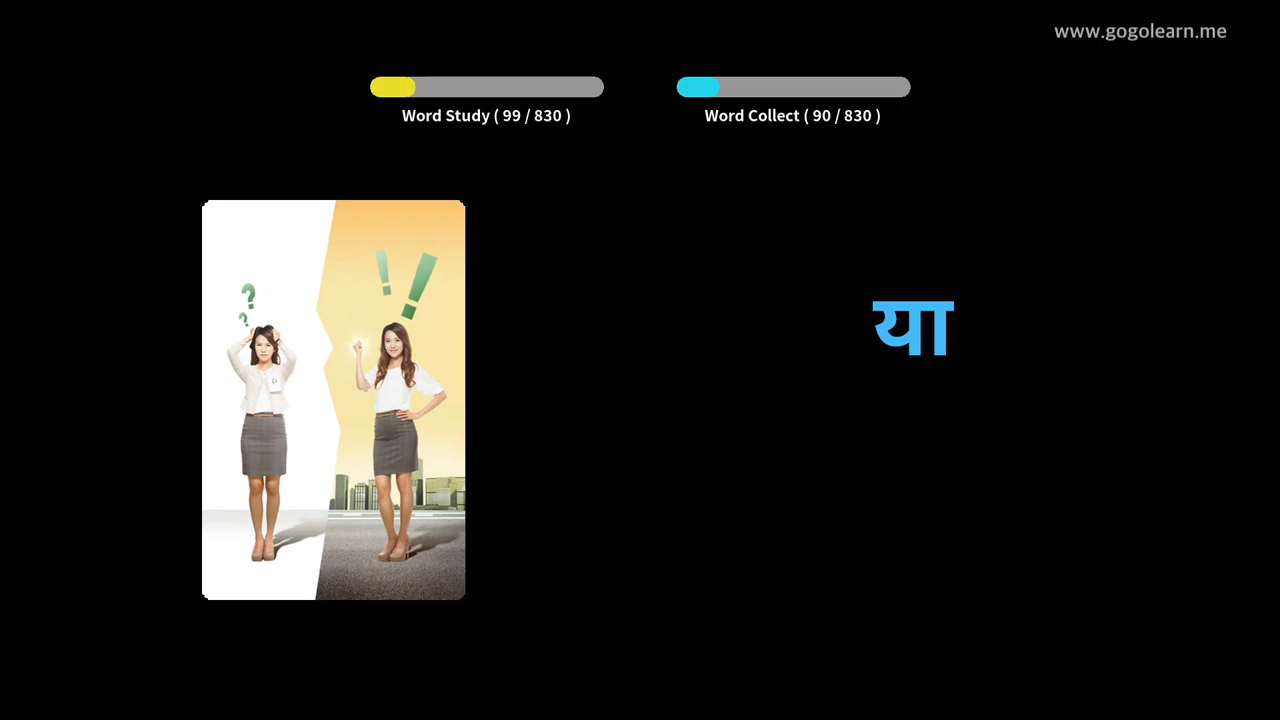 www.gogolearn.me
Word Study ( 99 / 830 )
Word Collect ( 90 / 830 )
? ?
! !
या